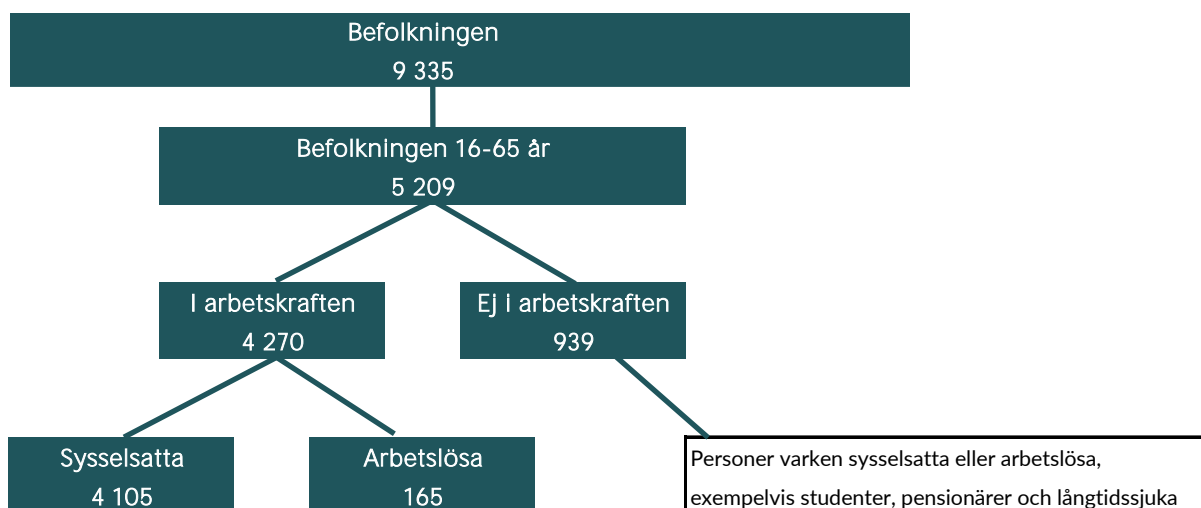 Befolkningen
9 335
Befolkningen 16-65 år
5 209
I arbetskraften
4 270
Ej i arbetskraften
939
Sysselsatta
4 105
Arbetslösa
165
Personer varken sysselsatta eller arbetslösa,
exempelvis studenter, pensionärer och långtidssjuka